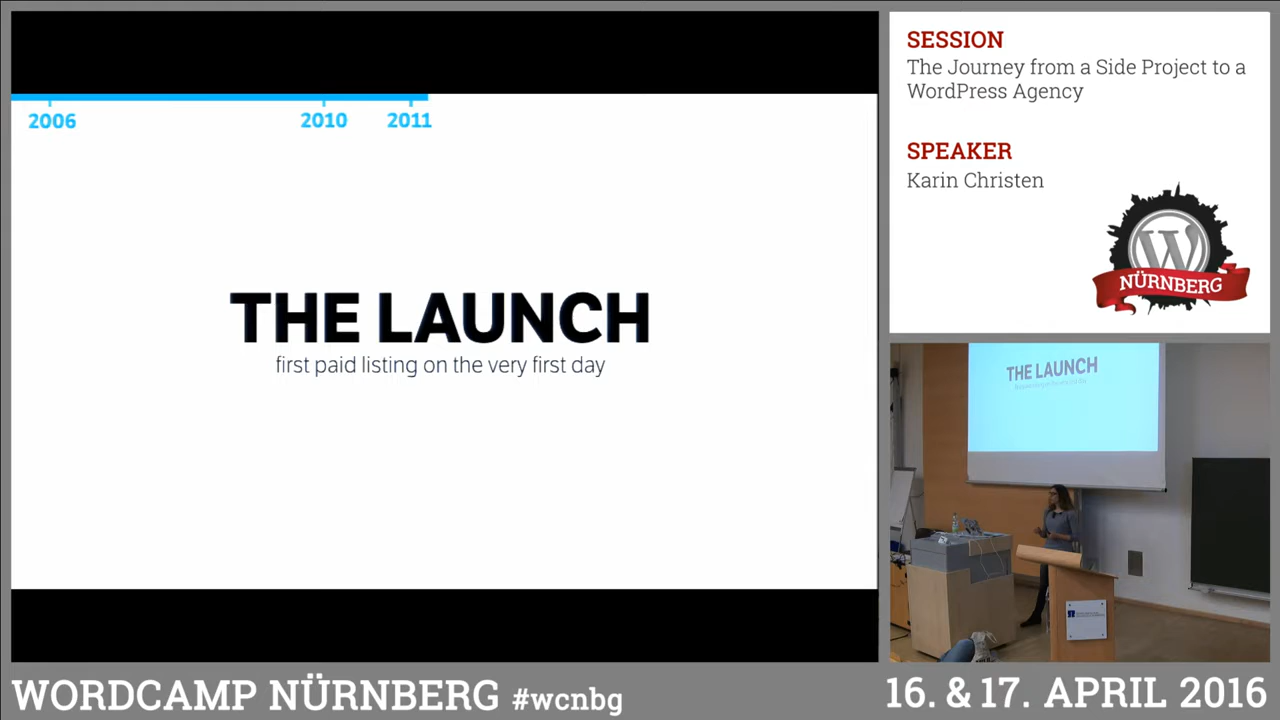 2006 2010 2011
THE LAUNCH
first paid listing on the very first day
SESSION
The Journey from a Side Project to a
WordPress Agency
SPEAKER
Karin Christen
W
NÜRNBERG
THE LAUNCH
WORDCAMP NÜRNBERG #wcnbg
16. & 17. APRIL 2016